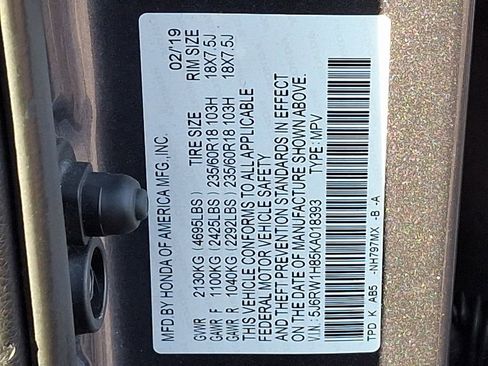 MFD.BY HONDA OF AMERICA MFG.,INC. 02/'19
TIRE SIZE RIM SIZE
GVWR 2130KG (4695LBS)
GAWR F 1100KG (2425LBS) 235/60R18 103H 18X7.5J
GAWR R 1040KG (2292LBS) 235/60R18 103H 18X7.5J
THIS VEHICLE CONFORMS TO ALL APPLICABLE
FEDERAL MOTOR VEHICLE SAFETY
AND THEFT PREVENTION STANDARDS IN EFFECT
ON THE DATE OF MANUFACTURE SHOWN ABOVE.
V.I.N.: 5J6RW1H85KA018393 TYPE: MPV
TPD K AB5 -NH797MX -B -A